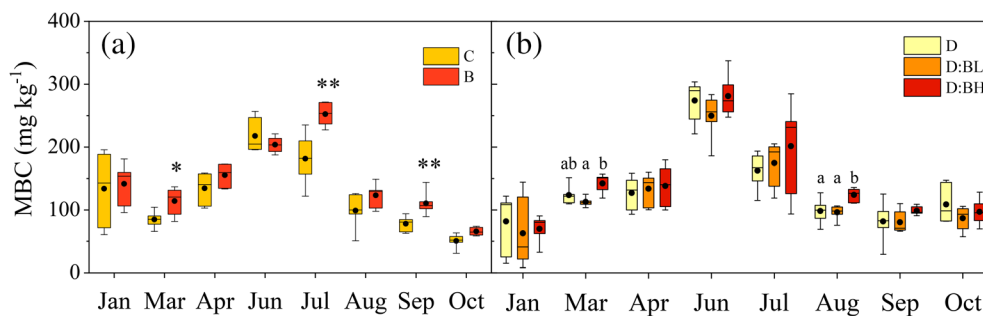 400
300
200
100
0
MBC (mg kg⁻¹)
(a)
C
B
*
**
**
Jan Mar Apr Jun Jul Aug Sep Oct
(b)
D
D:BL
D:BH
ab a b
a a b
Jan Mar Apr Jun Jul Aug Sep Oct